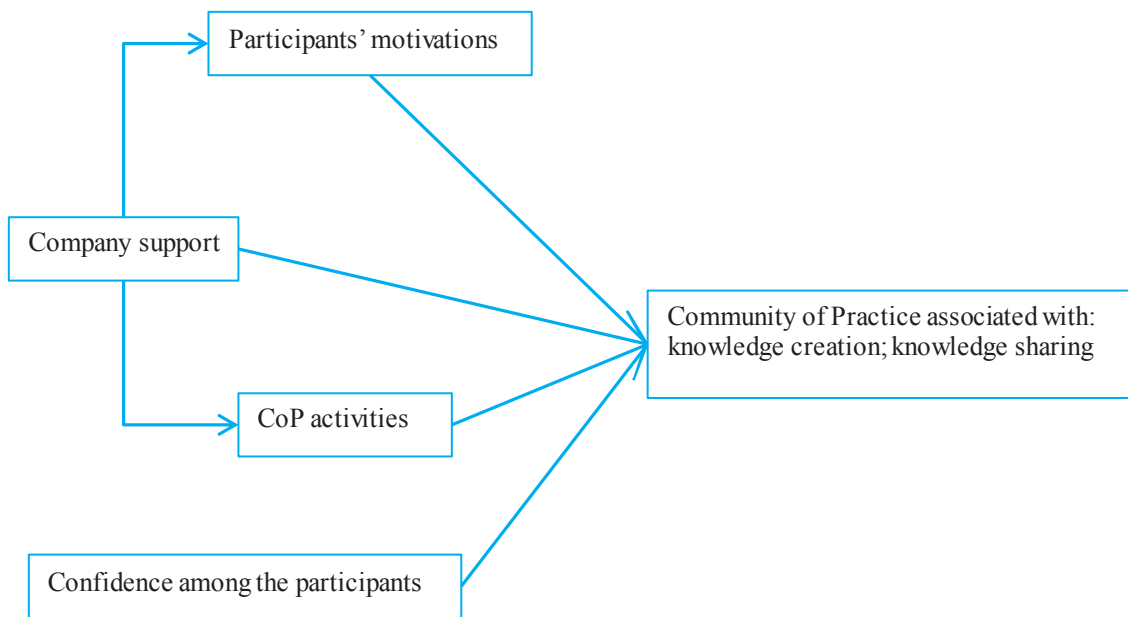 Participants’ motivations
Company support
Community of Practice associated with:
knowledge creation; knowledge sharing
CoP activities
Confidence among the participants